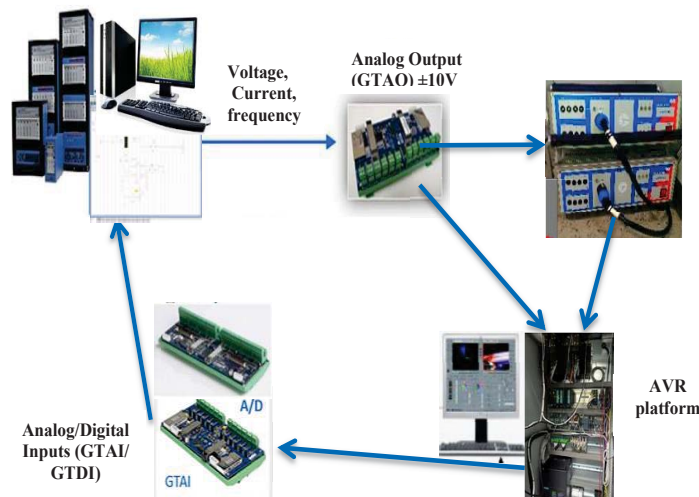 Voltage,
Current,
frequency
Analog Output
(GTAO) ±10V
A/D
GTAI
Analog/Digital
Inputs (GTAI/
GTDI)
AVR
platform